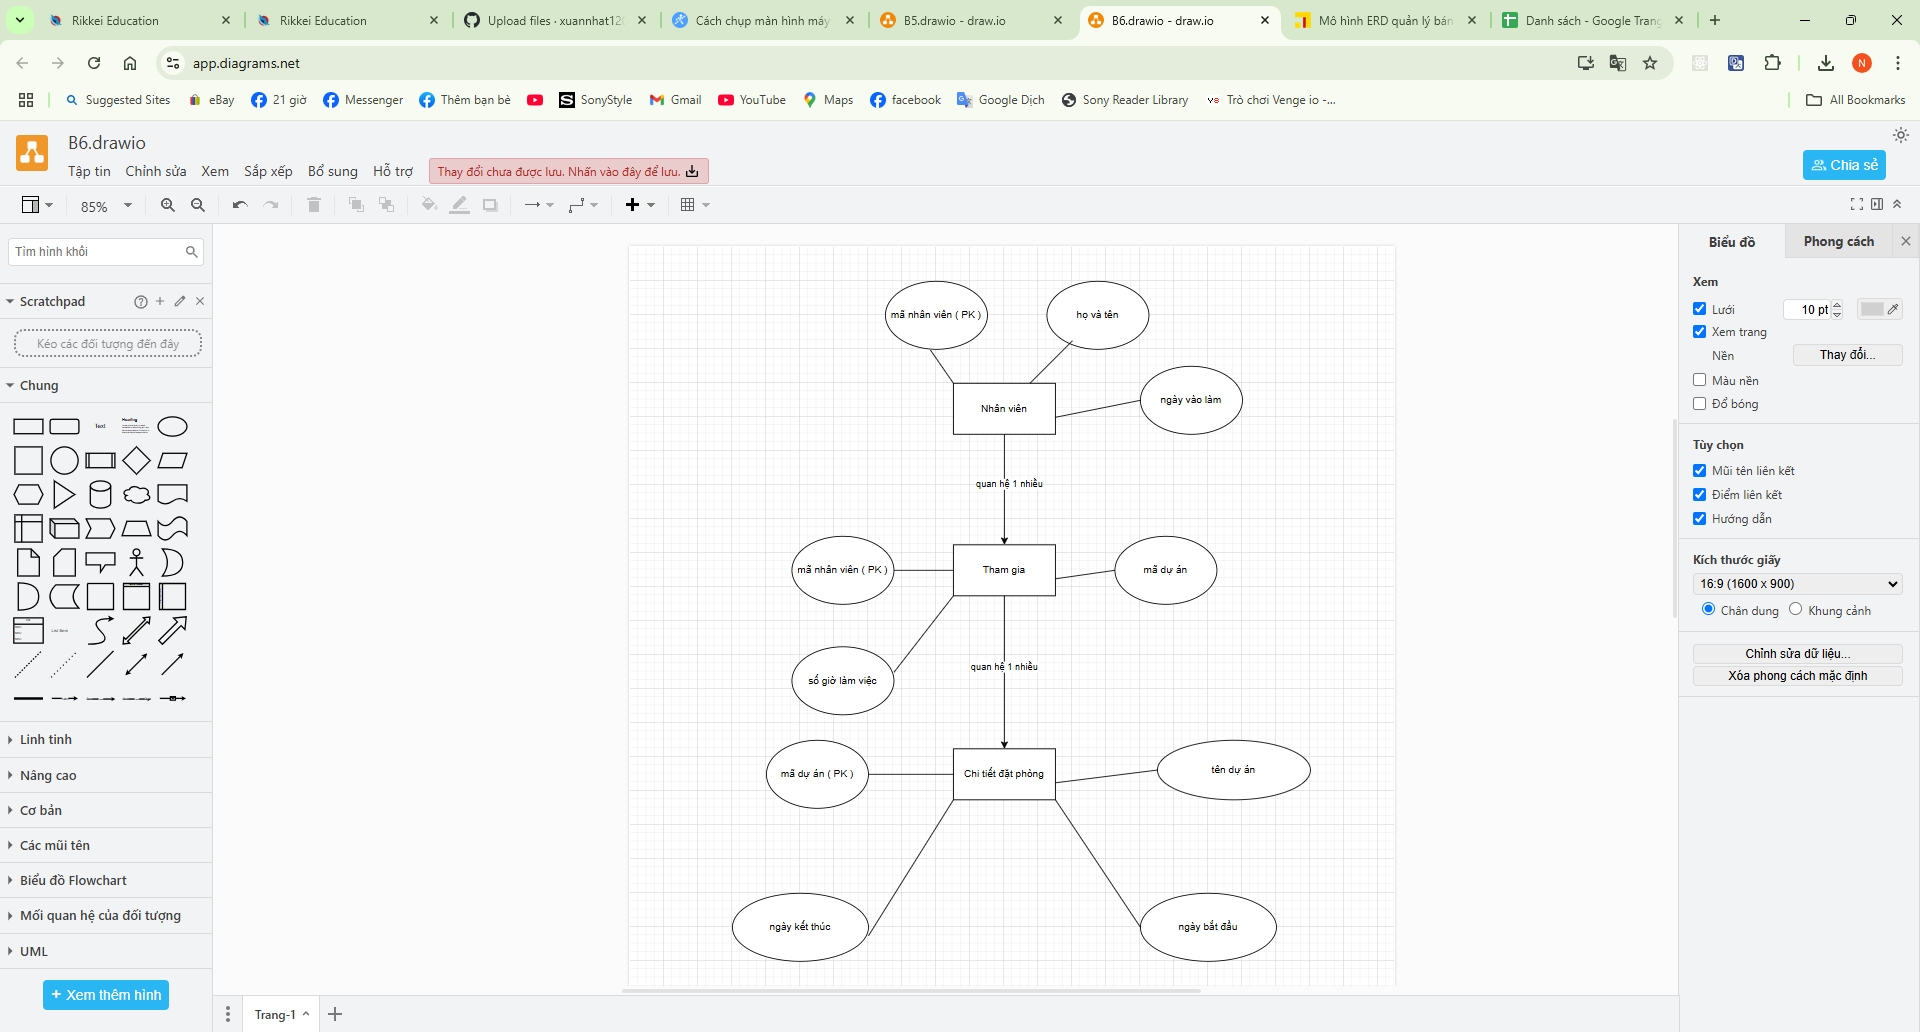 Rikkei Education
Rikkei Education
Upload files · xuannhat120
Cách chụp màn hình máy
B5.drawio - draw.io
B6.drawio - draw.io
Mô hình ERD quản lý bán
Danh sách - Google Trang
app.diagrams.net
N
Suggested Sites
eBay
21 giờ
Messenger
Thêm bạn bè
SonyStyle
Gmail
YouTube
Maps
facebook
Google Dịch
Sony Reader Library
Trò chơi Venge io -...
All Bookmarks
B6.drawio
Tập tin
Chỉnh sửa
Xem
Sắp xếp
Bổ sung
Hỗ trợ
Thay đổi chưa được lưu. Nhấn vào đây để lưu.
Chia sẻ
85%
Tìm hình khối
Scratchpad
Kéo các đối tượng đến đây
Chung
Text
Heading
List Item
Linh tinh
Nâng cao
Cơ bản
Các mũi tên
Biểu đồ Flowchart
Mối quan hệ của đối tượng
UML
+ Xem thêm hình
mã nhân viên ( PK )
họ và tên
ngày vào làm
Nhân viên
quan hệ 1 nhiều
mã nhân viên ( PK )
Tham gia
mã dự án
số giờ làm việc
quan hệ 1 nhiều
mã dự án ( PK )
Chi tiết đặt phòng
tên dự án
ngày kết thúc
ngày bắt đầu
Trang-1
Biểu đồ
Phong cách
Xem
Lưới
10 pt
Xem trang
Nền
Thay đổi...
Màu nền
Đổ bóng
Tùy chọn
Mũi tên liên kết
Điểm liên kết
Hướng dẫn
Kích thước giấy
16:9 (1600 x 900)
Chân dung
Khung cảnh
Chỉnh sửa dữ liệu...
Xóa phong cách mặc định